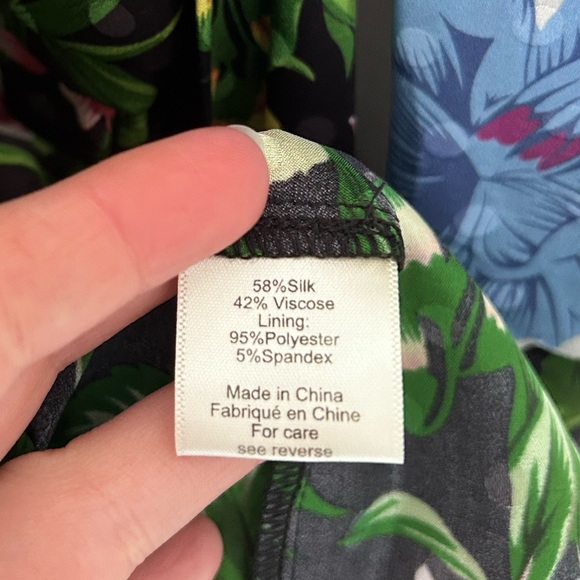 58%Silk
42% Viscose
Lining:
95%Polyester
5%Spandex
Made in China
Fabriqué en Chine
For care
see reverse